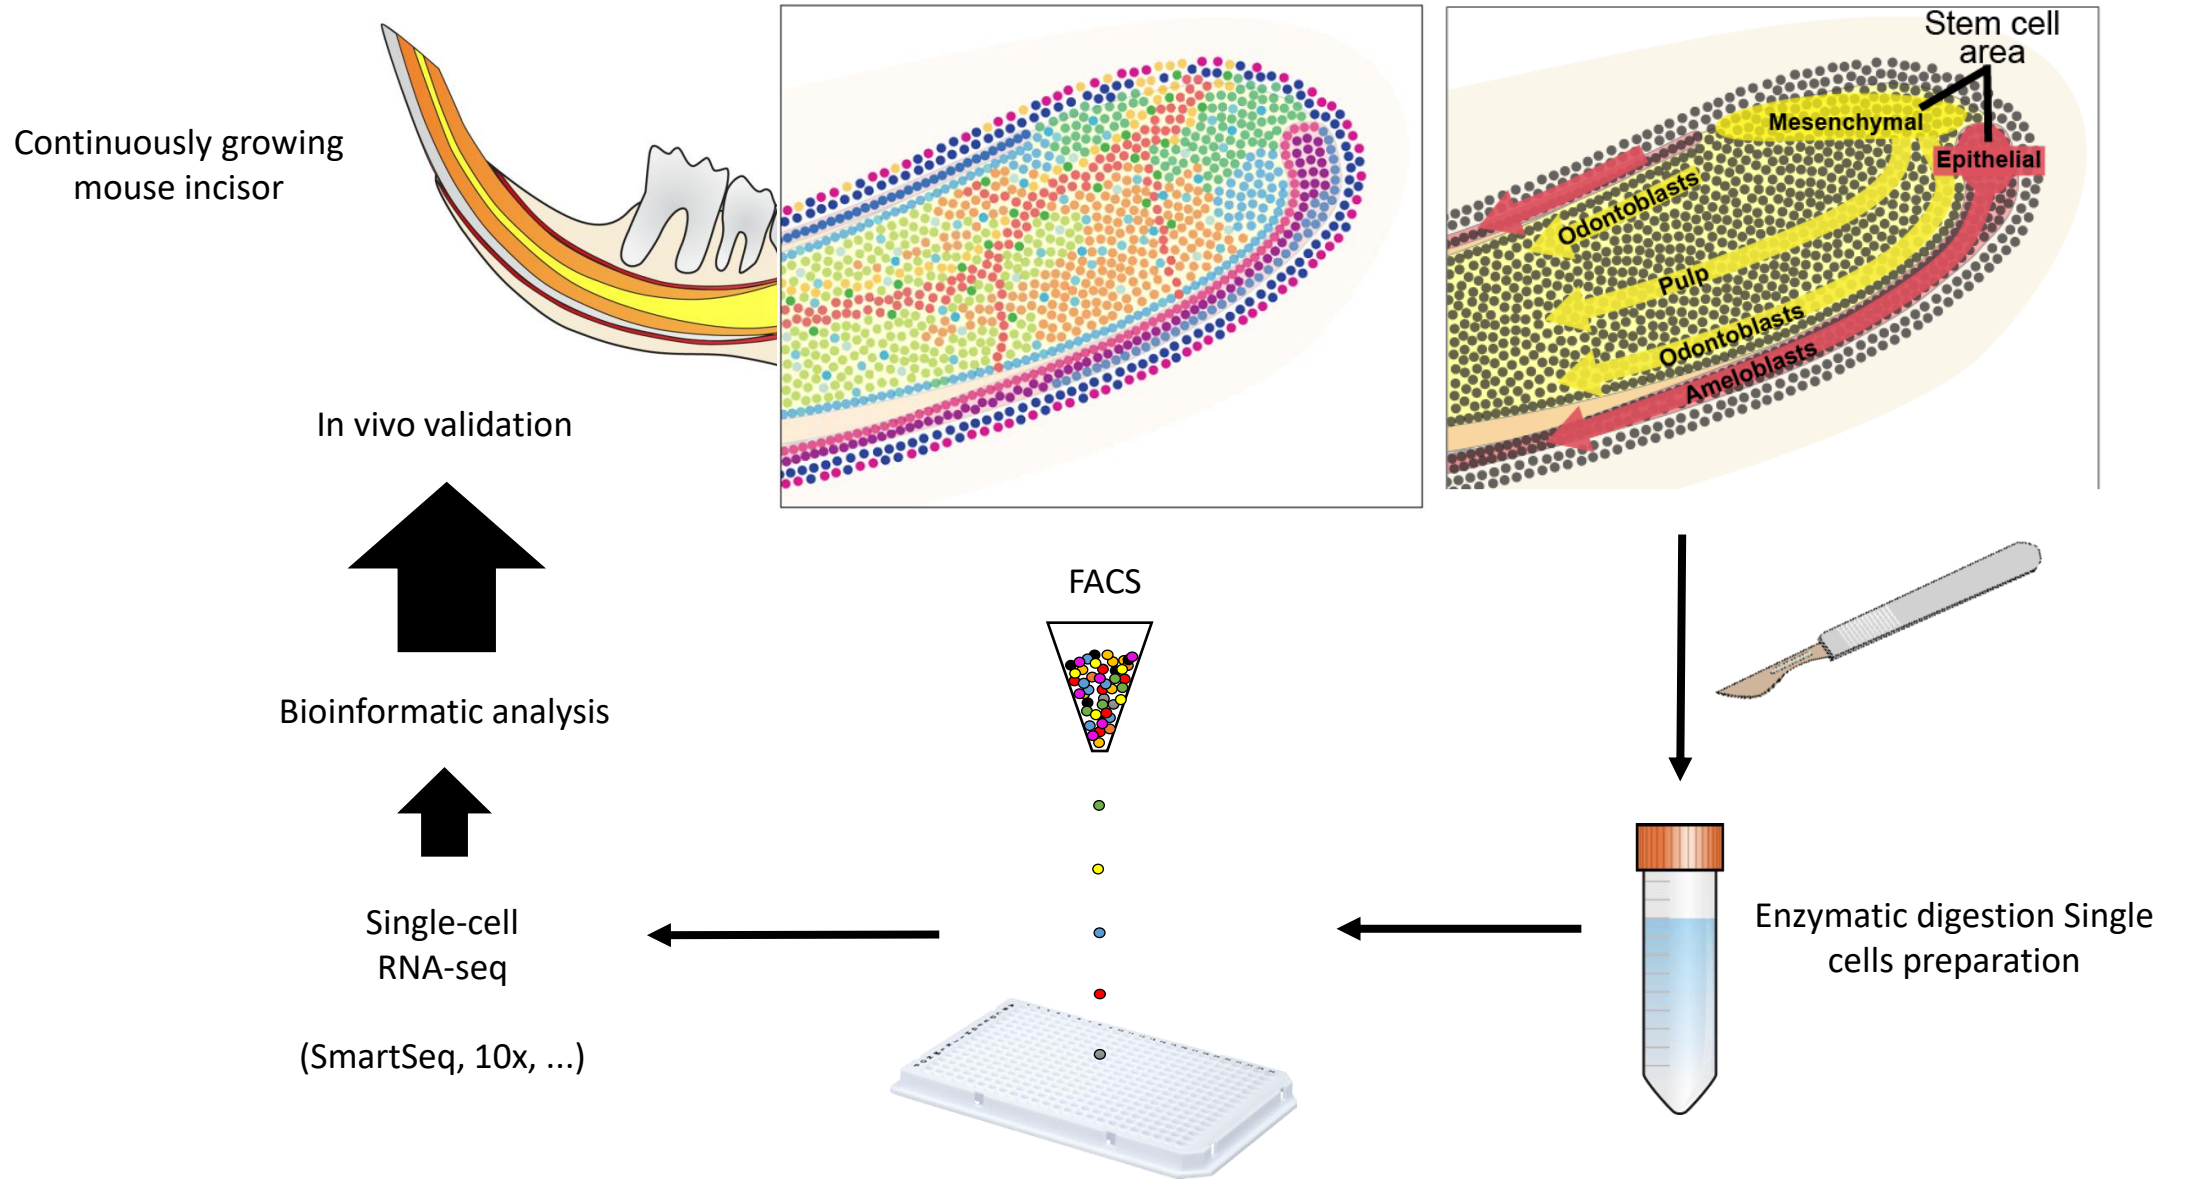 Continuously growing
mouse incisor
Stem cell
area
Mesenchymal
Epithelial
Odontoblasts
Pulp
Odontoblasts
Ameloblasts
In vivo validation
FACS
Bioinformatic analysis
Single-cell
RNA-seq
(SmartSeq, 10x, ...)
Enzymatic digestion Single
cells preparation